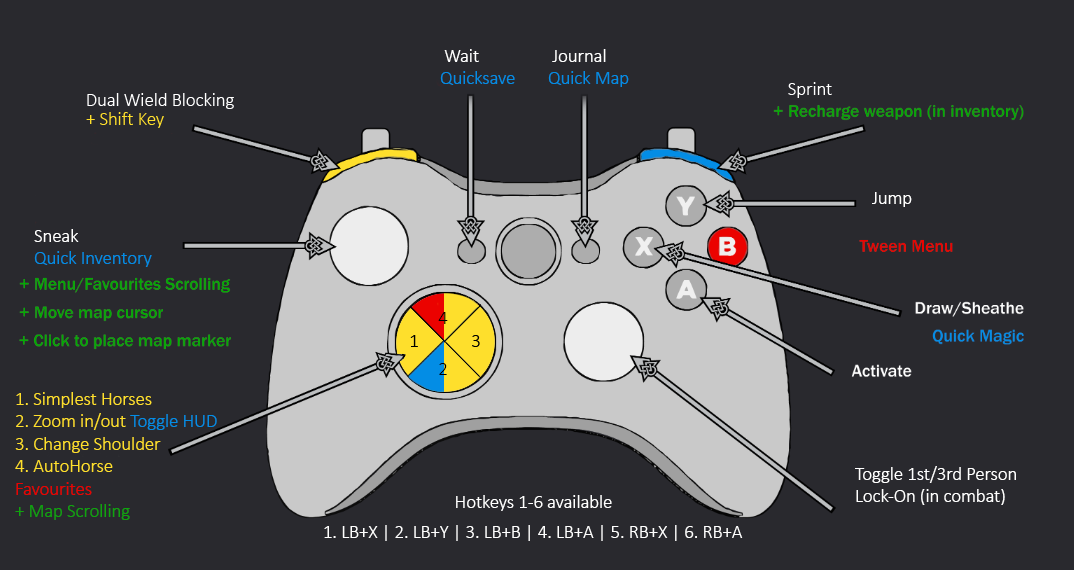 Wait
Quicksave
Journal
Quick Map
Dual Wield Blocking
+ Shift Key
Sprint
+ Recharge weapon (in inventory)
Y
Jump
Sneak
Quick Inventory
+ Menu/Favourites Scrolling
+ Move map cursor
+ Click to place map marker
X
B
Tween Menu
A
Draw/Sheathe
Quick Magic
Activate
4
1
3
2
1. Simplest Horses
2. Zoom in/out Toggle HUD
3. Change Shoulder
4. AutoHorse
Favourites
+ Map Scrolling
Toggle 1st/3rd Person
Lock-On (in combat)
Hotkeys 1-6 available
1. LB+X | 2. LB+Y | 3. LB+B | 4. LB+A | 5. RB+X | 6. RB+A